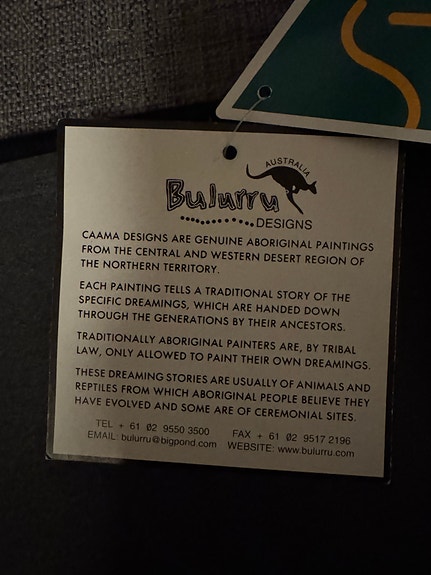 AUSTRALIA
Bulurru
DESIGNS
CAAMA DESIGNS ARE GENUINE ABORIGINAL PAINTINGS
FROM THE CENTRAL AND WESTERN DESERT REGION OF
THE NORTHERN TERRITORY.
EACH PAINTING TELLS A TRADITIONAL STORY OF THE
SPECIFIC DREAMINGS, WHICH ARE HANDED DOWN
THROUGH THE GENERATIONS BY THEIR ANCESTORS.
TRADITIONALLY ABORIGINAL PAINTERS ARE, BY TRIBAL
LAW, ONLY ALLOWED TO PAINT THEIR OWN DREAMINGS.
THESE DREAMING STORIES ARE USUALLY OF ANIMALS AND
REPTILES FROM WHICH ABORIGINAL PEOPLE BELIEVE THEY
HAVE EVOLVED AND SOME ARE OF CEREMONIAL SITES.
TEL + 61 02 9550 3500 FAX + 61 02 9517 2196
EMAIL: bulurru@bigpond.com WEBSITE: www.bulurru.com